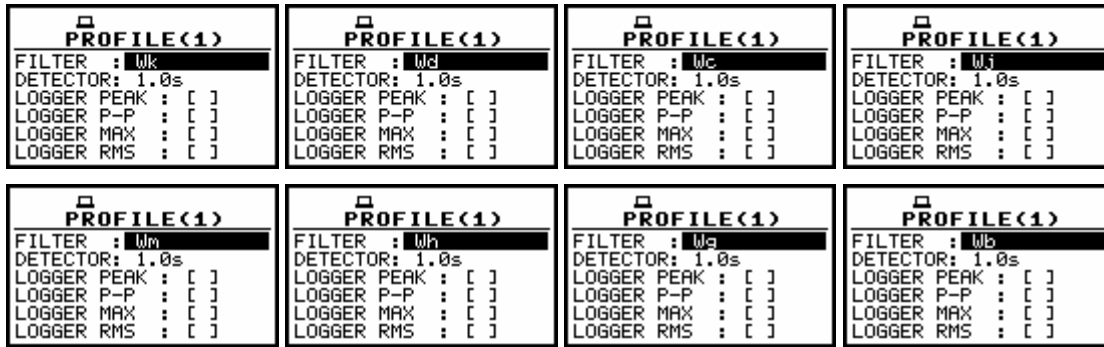 PROFILE(1)
FILTER : Wk
DETECTOR: 1.0s
LOGGER PEAK : [ ]
LOGGER P-P : [ ]
LOGGER MAX : [ ]
LOGGER RMS : [ ]
PROFILE(1)
FILTER : Wd
DETECTOR: 1.0s
LOGGER PEAK : [ ]
LOGGER P-P : [ ]
LOGGER MAX : [ ]
LOGGER RMS : [ ]
PROFILE(1)
FILTER : Wc
DETECTOR: 1.0s
LOGGER PEAK : [ ]
LOGGER P-P : [ ]
LOGGER MAX : [ ]
LOGGER RMS : [ ]
PROFILE(1)
FILTER : Wj
DETECTOR: 1.0s
LOGGER PEAK : [ ]
LOGGER P-P : [ ]
LOGGER MAX : [ ]
LOGGER RMS : [ ]
PROFILE(1)
FILTER : Wm
DETECTOR: 1.0s
LOGGER PEAK : [ ]
LOGGER P-P : [ ]
LOGGER MAX : [ ]
LOGGER RMS : [ ]
PROFILE(1)
FILTER : Wh
DETECTOR: 1.0s
LOGGER PEAK : [ ]
LOGGER P-P : [ ]
LOGGER MAX : [ ]
LOGGER RMS : [ ]
PROFILE(1)
FILTER : Wg
DETECTOR: 1.0s
LOGGER PEAK : [ ]
LOGGER P-P : [ ]
LOGGER MAX : [ ]
LOGGER RMS : [ ]
PROFILE(1)
FILTER : Wb
DETECTOR: 1.0s
LOGGER PEAK : [ ]
LOGGER P-P : [ ]
LOGGER MAX : [ ]
LOGGER RMS : [ ]